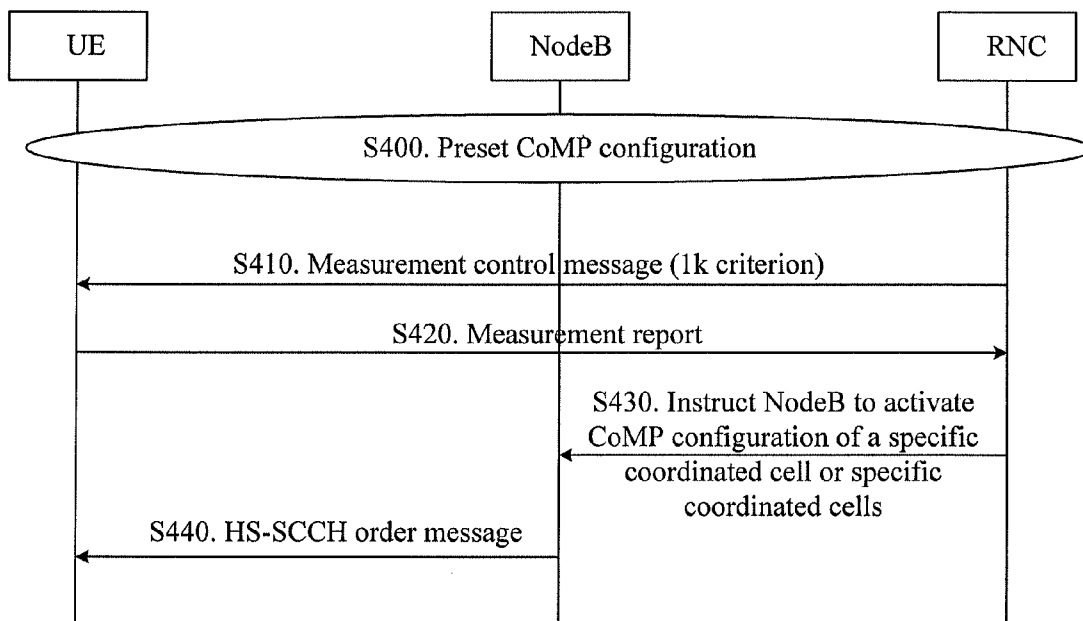 UE
NodeB
RNC
S400. Preset CoMP configuration
S410. Measurement control message (1k criterion)
S420. Measurement report
S430. Instruct NodeB to activate
CoMP configuration of a specific
coordinated cell or specific
coordinated cells
S440. HS-SCCH order message